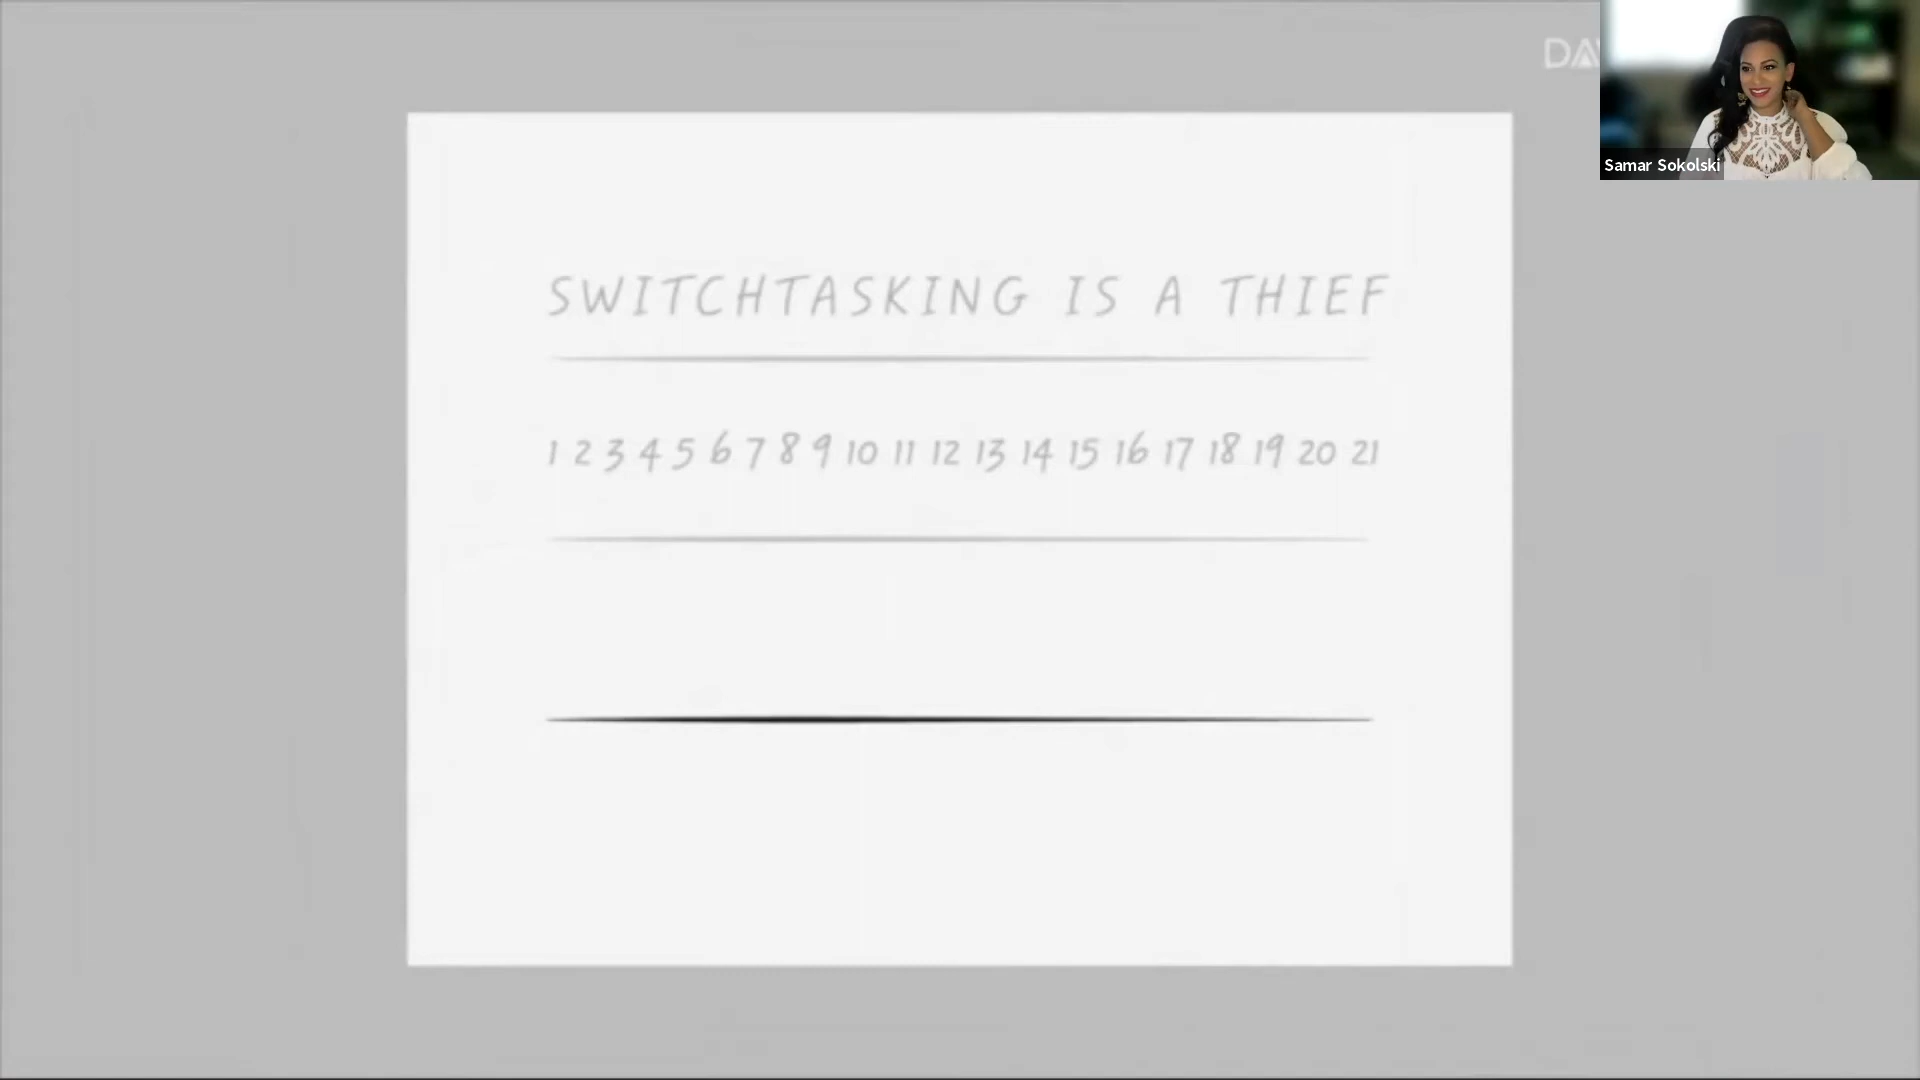 SWITCHTASKING IS A THIEF
1 2 3 4 5 6 7 8 9 10 11 12 13 14 15 16 17 18 19 20 21
Samar Sokolski